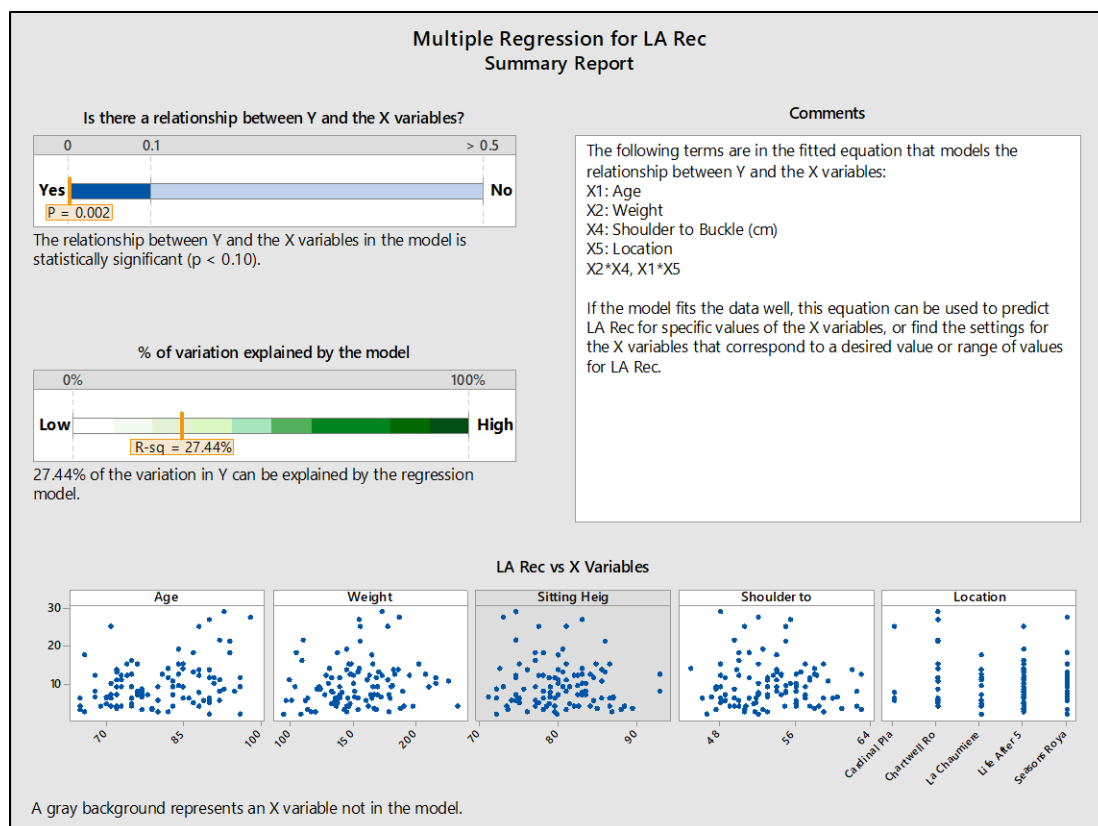 Multiple Regression for LA Rec
Summary Report
Is there a relationship between Y and the X variables?
0 0.1 > 0.5
Yes No
P = 0.002
The relationship between Y and the X variables in the model is
statistically significant (p < 0.10).
% of variation explained by the model
0% 100%
Low High
R-sq = 27.44%
27.44% of the variation in Y can be explained by the regression
model.
Comments
The following terms are in the fitted equation that models the
relationship between Y and the X variables:
X1: Age
X2: Weight
X4: Shoulder to Buckle (cm)
X5: Location
X2*X4, X1*X5
If the model fits the data well, this equation can be used to predict
LA Rec for specific values of the X variables, or find the settings for
the X variables that correspond to a desired value or range of values
for LA Rec.
LA Rec vs X Variables
Age Weight Sitting Heig Shoulder to Location
30
20
10
70 85 100 100 150 200 70 80 90 48 56 64 Cardinal Pla Chartwell Ro La Chaumiere Life After 5 Seasons Roya
A gray background represents an X variable not in the model.